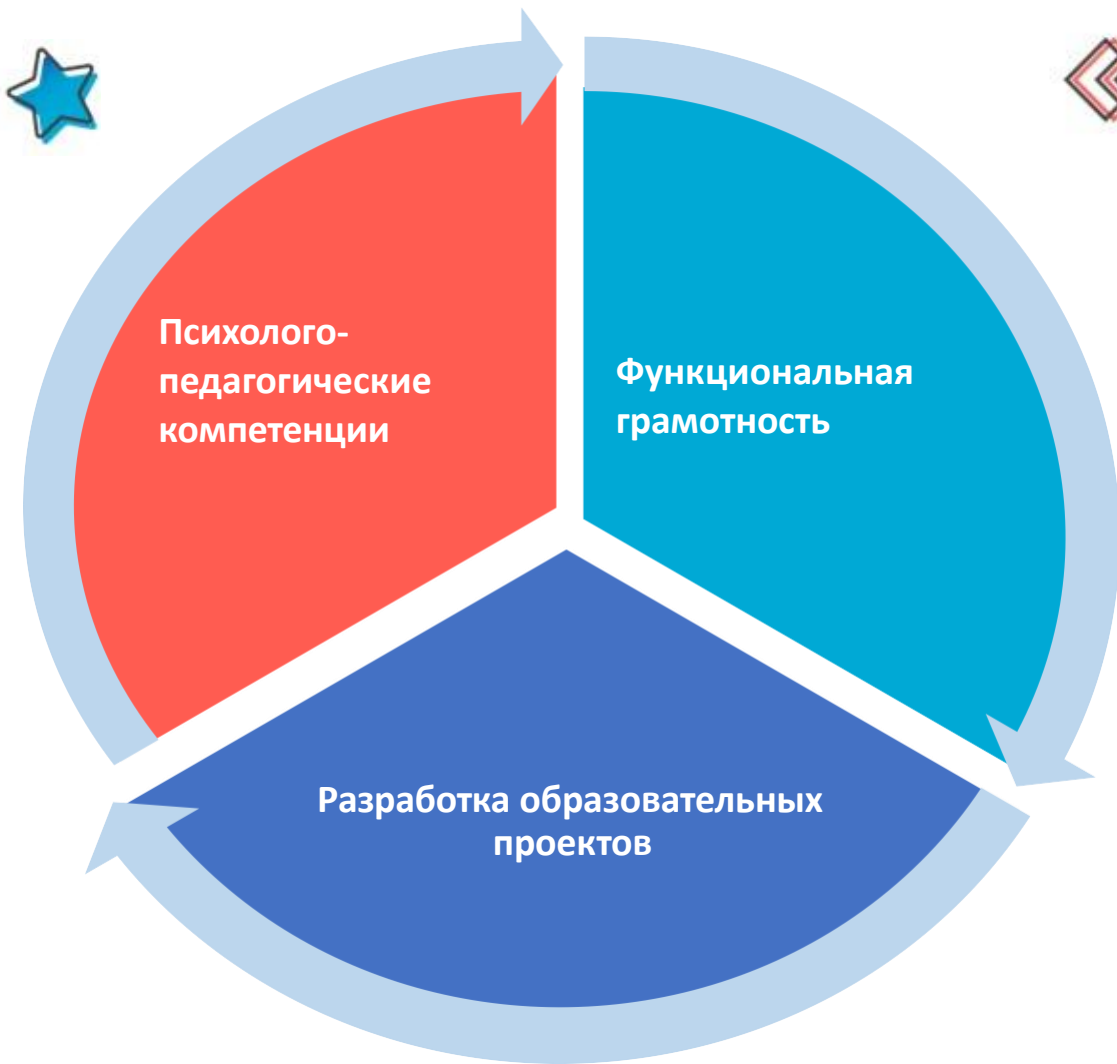 Психолого-
педагогические
компетенции
Функциональная
грамотность
Разработка образовательных
проектов